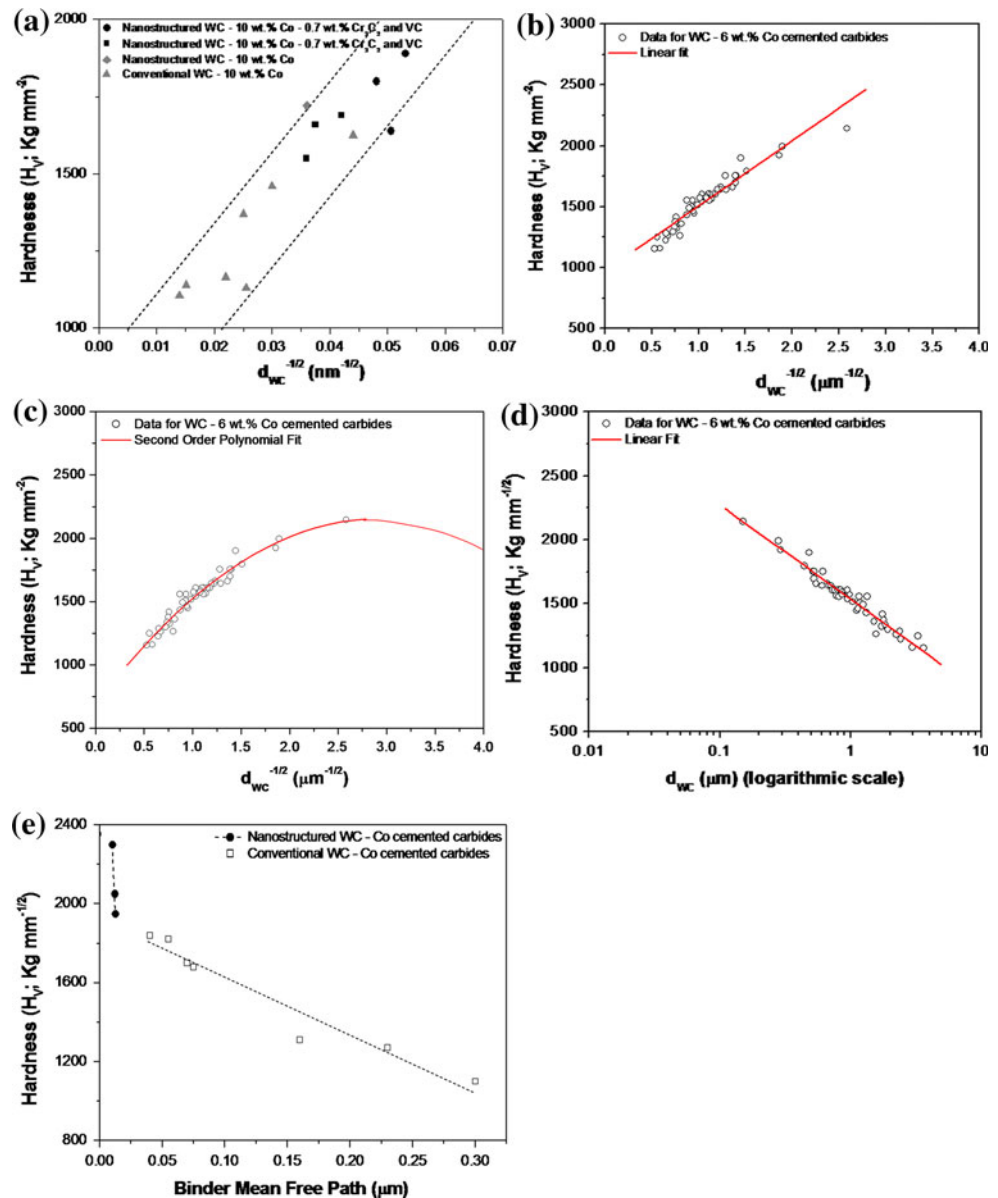 (a)
2000
1500
1000
Hardnesss (HV; Kg mm-2)
Nanostructured WC - 10 wt.% Co - 0.7 wt.% Cr3C3 and VC
Nanostructured WC - 10 wt.% Co - 0.7 wt.% Cr3C3 and VC
Nanostructured WC - 10 wt.% Co
Conventional WC - 10 wt.% Co
0.00 0.01 0.02 0.03 0.04 0.05 0.06 0.07
dWC-1/2 (nm-1/2)
(b)
3000
2500
2000
1500
1000
500
Hardness (HV; Kg mm-2)
Data for WC - 6 wt.% Co cemented carbides
Linear fit
0.0 0.5 1.0 1.5 2.0 2.5 3.0 3.5 4.0
dWC-1/2 (μm-1/2)
(c)
3000
2500
2000
1500
1000
500
Hardness (HV; Kg mm-2)
Data for WC - 6 wt.% Co cemented carbides
Second Order Polynomial Fit
0.0 0.5 1.0 1.5 2.0 2.5 3.0 3.5 4.0
dWC-1/2 (μm-1/2)
(d)
3000
2500
2000
1500
1000
500
Hardness (HV; Kg mm-1/2)
Data for WC - 6 wt.% Co cemented carbides
Linear Fit
0.01 0.1 1 10
dWC (μm) (logarithmic scale)
(e)
2400
2000
1600
1200
800
Hardness (HV; Kg mm-1/2)
Nanostructured WC - Co cemented carbides
Conventional WC - Co cemented carbides
0.00 0.05 0.10 0.15 0.20 0.25 0.30
Binder Mean Free Path (μm)